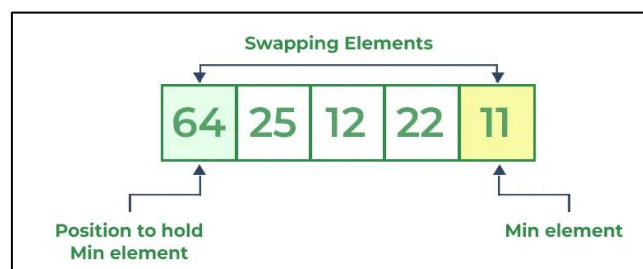 Swapping Elements
64 25 12 22 11
Position to hold
Min element
Min element